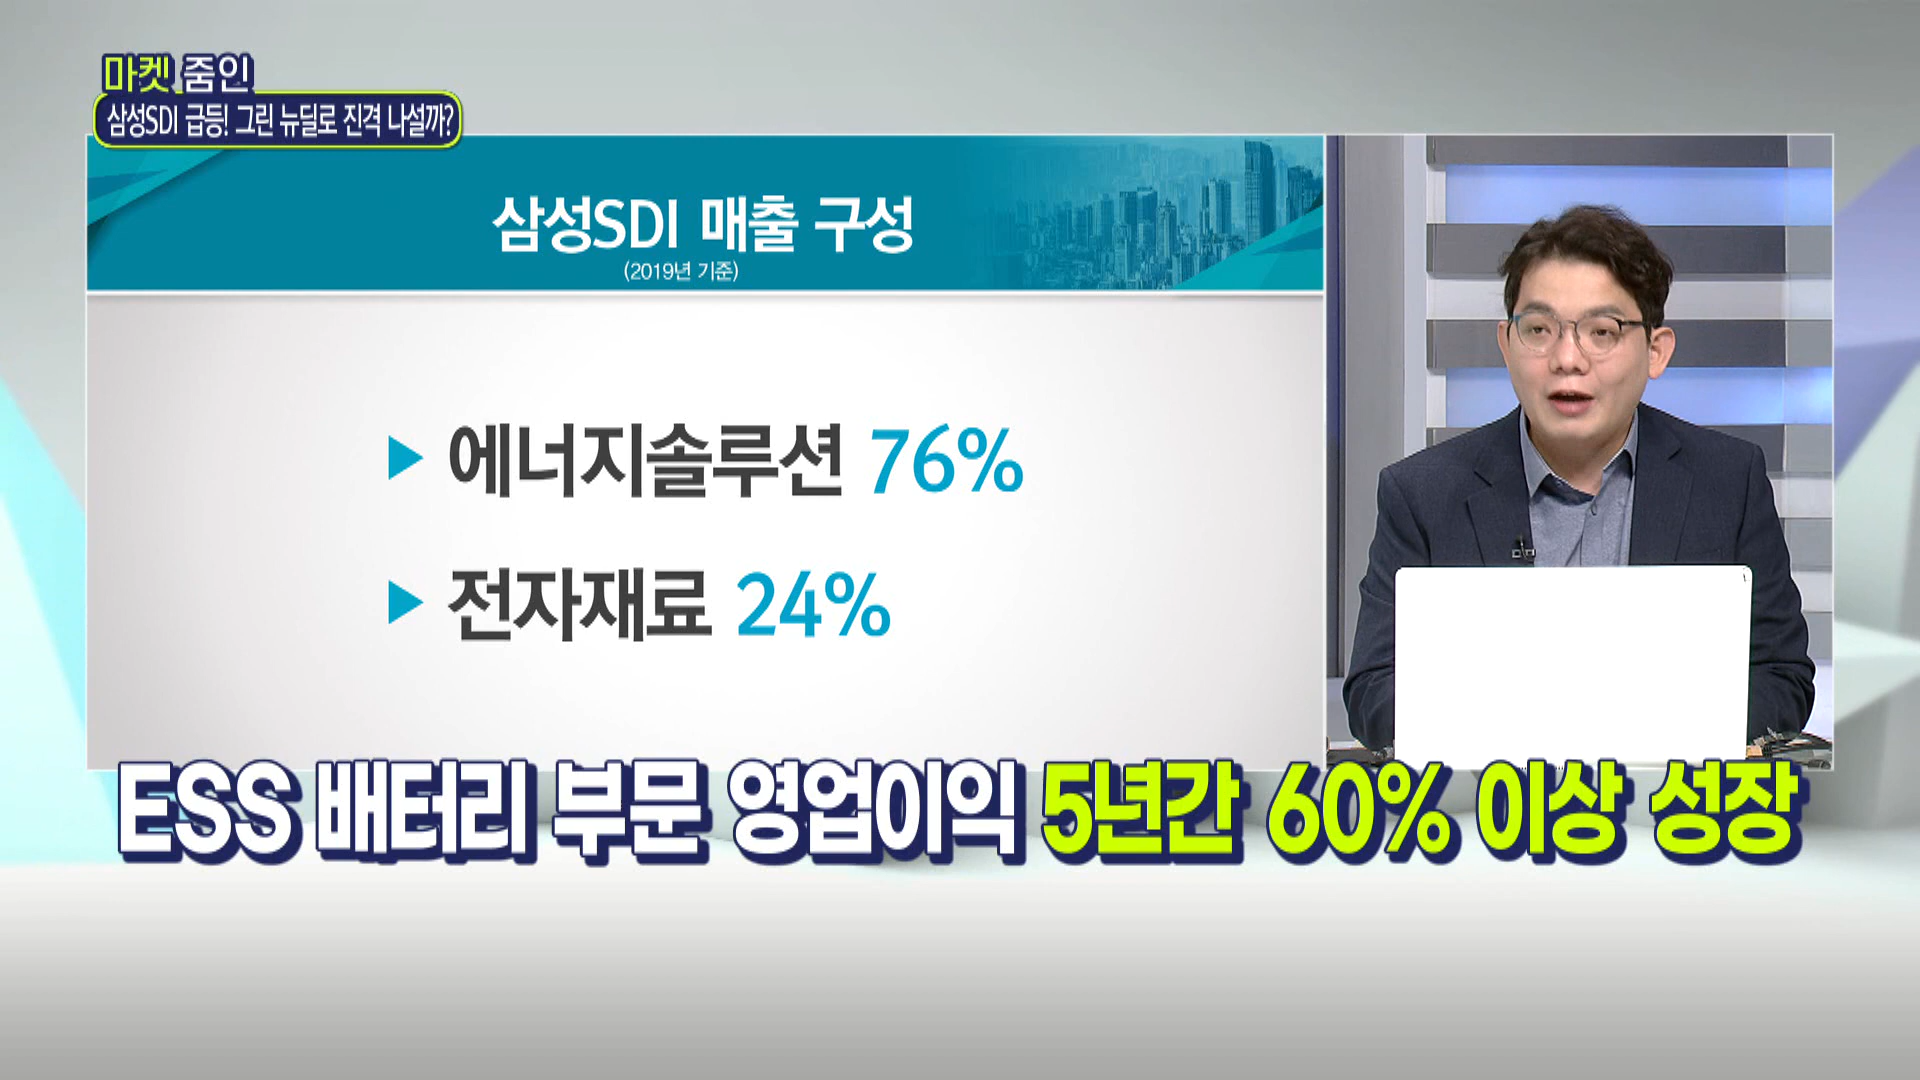 마켓 줌인
삼성SDI 급등! 그린 뉴딜로 진격 나설까?
삼성SDI 매출 구성
(2019년 기준)
▶ 에너지솔루션 76%
▶ 전자재료 24%
ESS 배터리 부문 영업이익 5년간 60% 이상 성장